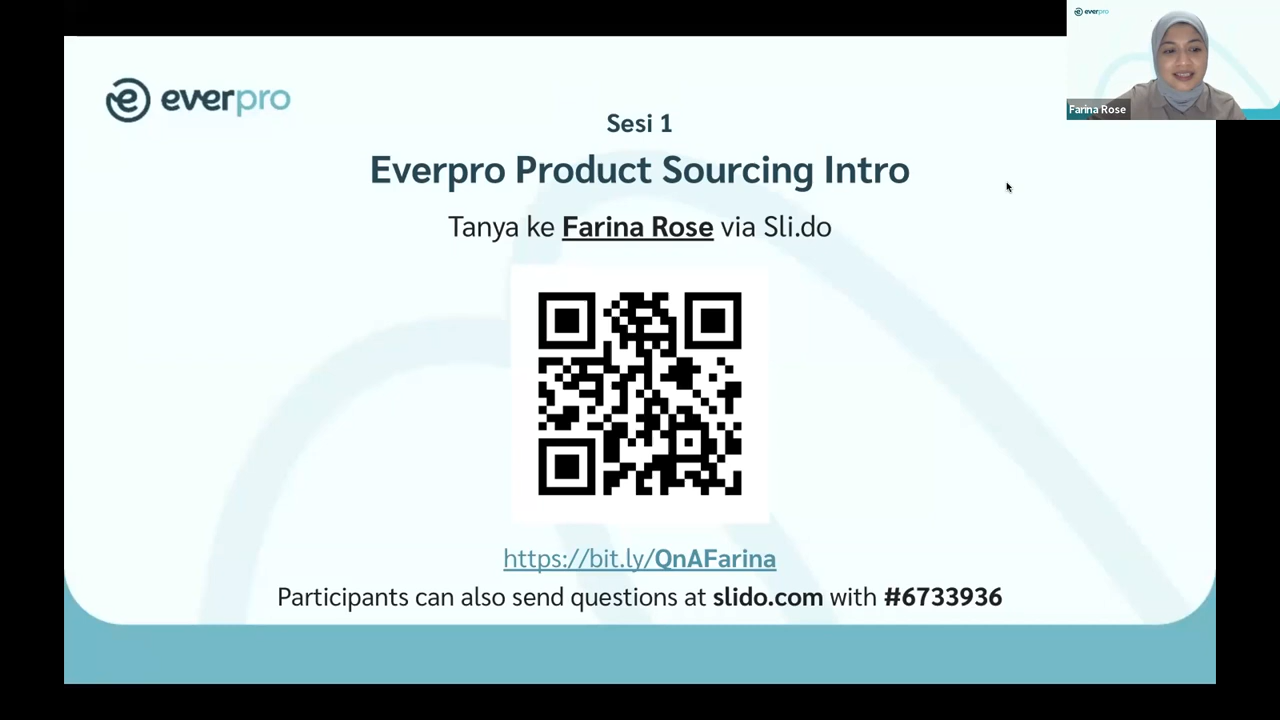 everpro
Farina Rose
everpro
Sesi 1
Everpro Product Sourcing Intro
Tanya ke Farina Rose via Sli.do
https://bit.ly/QnAFarina
Participants can also send questions at slido.com with #6733936